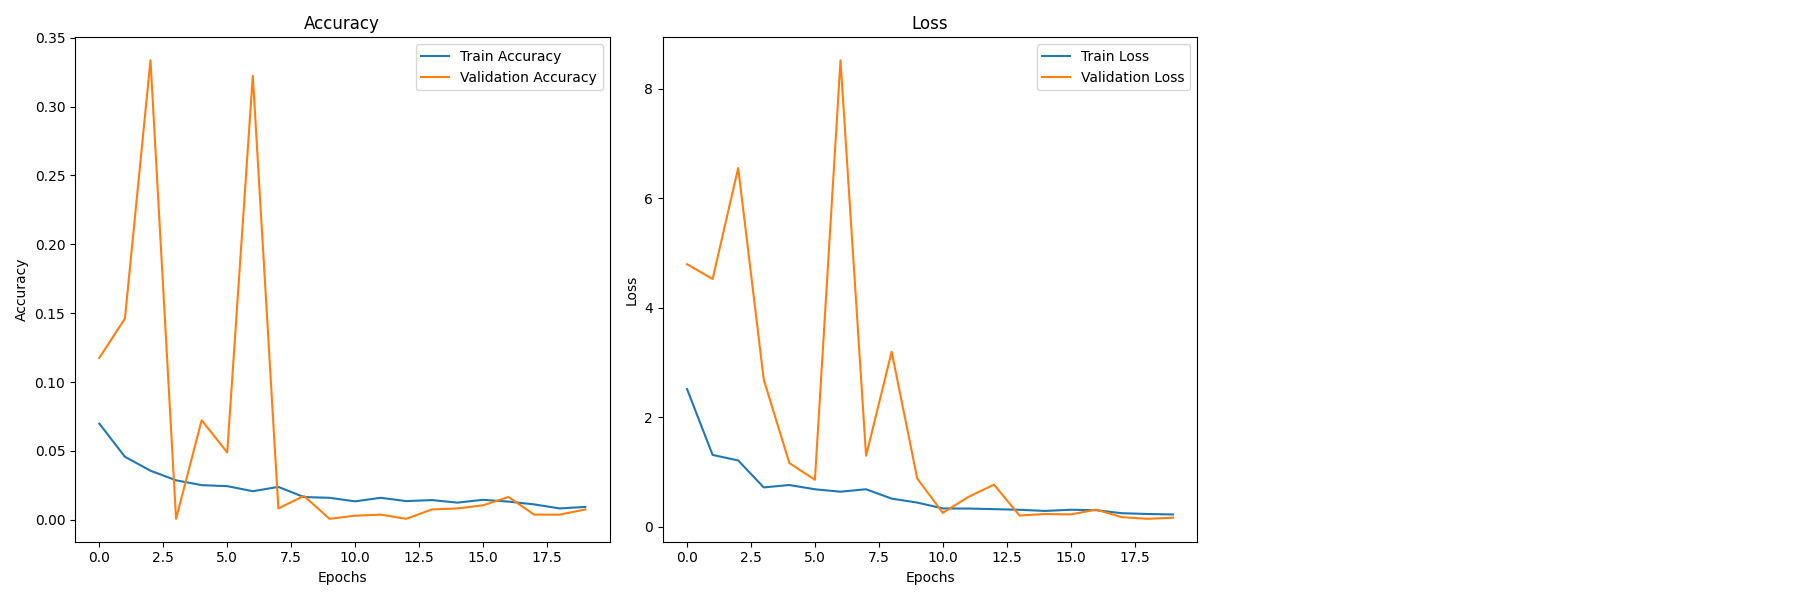 Accuracy
Train Accuracy
Validation Accuracy
Accuracy
0.35
0.30
0.25
0.20
0.15
0.10
0.05
0.00
0.0 2.5 5.0 7.5 10.0 12.5 15.0 17.5
Epochs
Loss
Train Loss
Validation Loss
Loss
8
6
4
2
0
0.0 2.5 5.0 7.5 10.0 12.5 15.0 17.5
Epochs